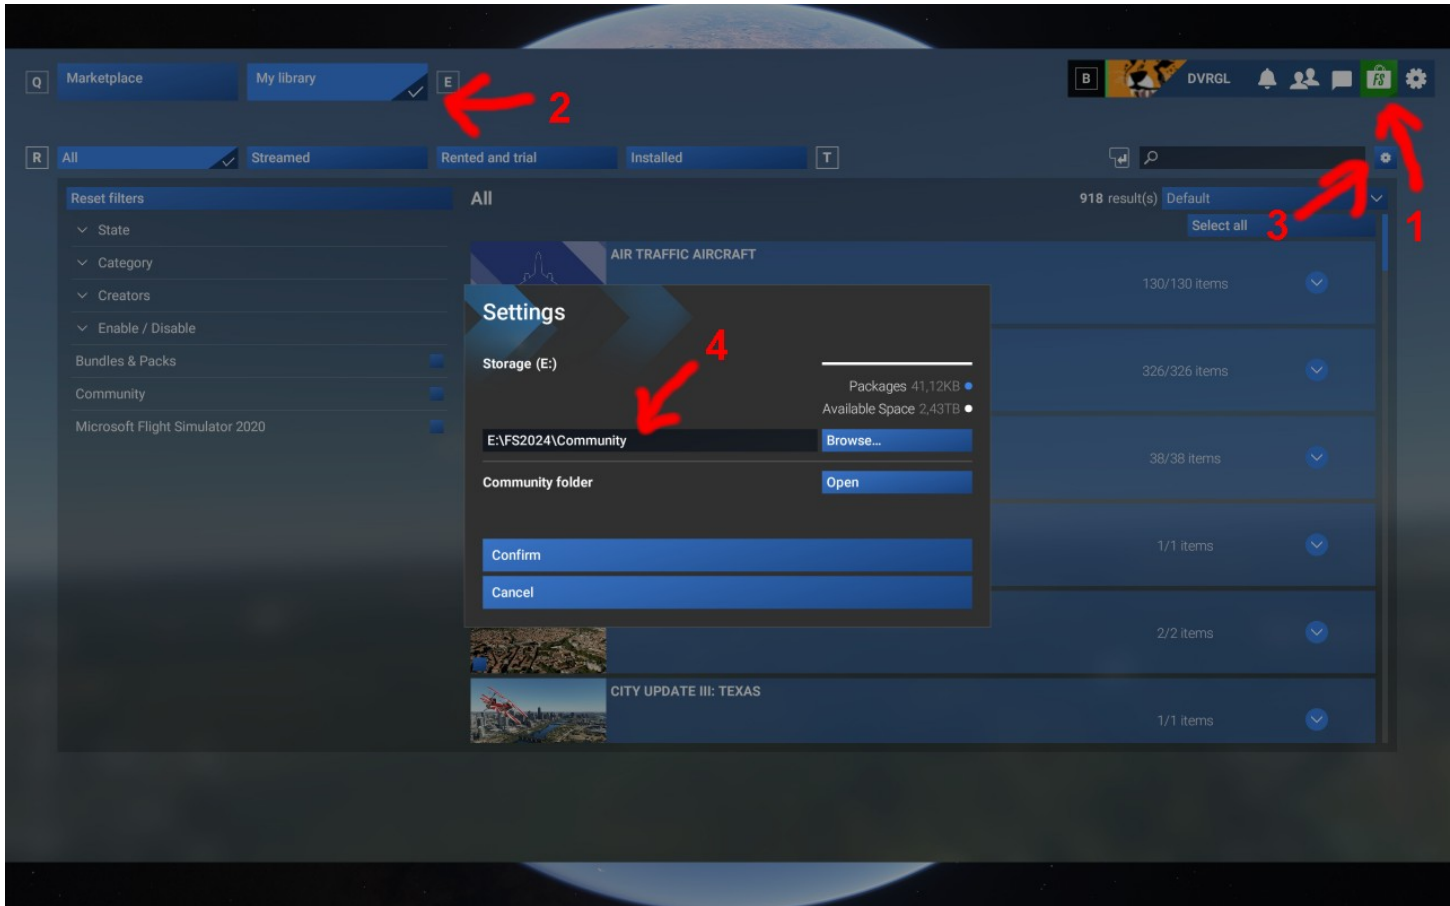 Q Marketplace My library E 2 B DVRGL FS
R All Streamed Rented and trial Installed T
1
Reset filters All 918 result(s) Default
3
State Select all
Category AIR TRAFFIC AIRCRAFT
130/130 items
Creators
Enable / Disable
Bundles & Packs
Community
Microsoft Flight Simulator 2020
Settings
4
Storage (E:)
Packages 41,12KB
Available Space 2,43TB
E:\FS2024\Community Browse...
Community folder Open
Confirm
Cancel
326/326 items
38/38 items
1/1 items
2/2 items
CITY UPDATE III: TEXAS
1/1 items